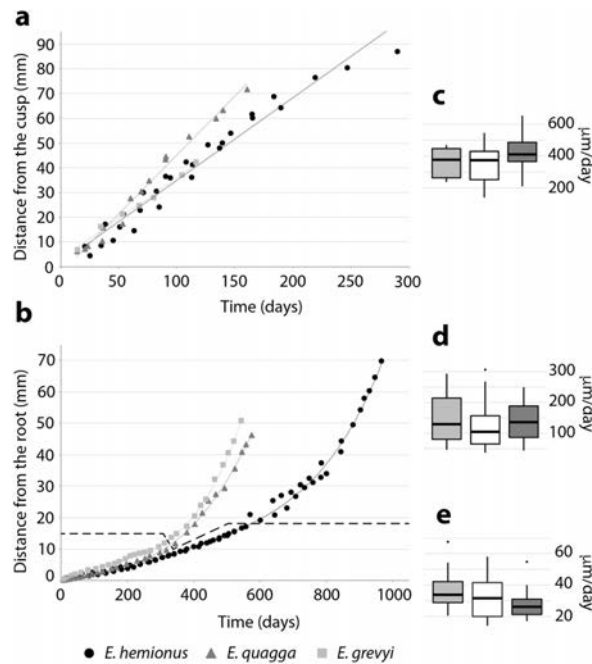 a
Distance from the cusp (mm)
90
80
70
60
50
40
30
20
10
0
0 50 100 150 200 250 300
Time (days)
b
Distance from the root (mm)
70
60
50
40
30
20
10
0
0 200 400 600 800 1000
Time (days)
c
600
400
200
µm/day
d
300
200
100
µm/day
e
60
40
20
µm/day
E. hemionus E. quagga E. grevyi